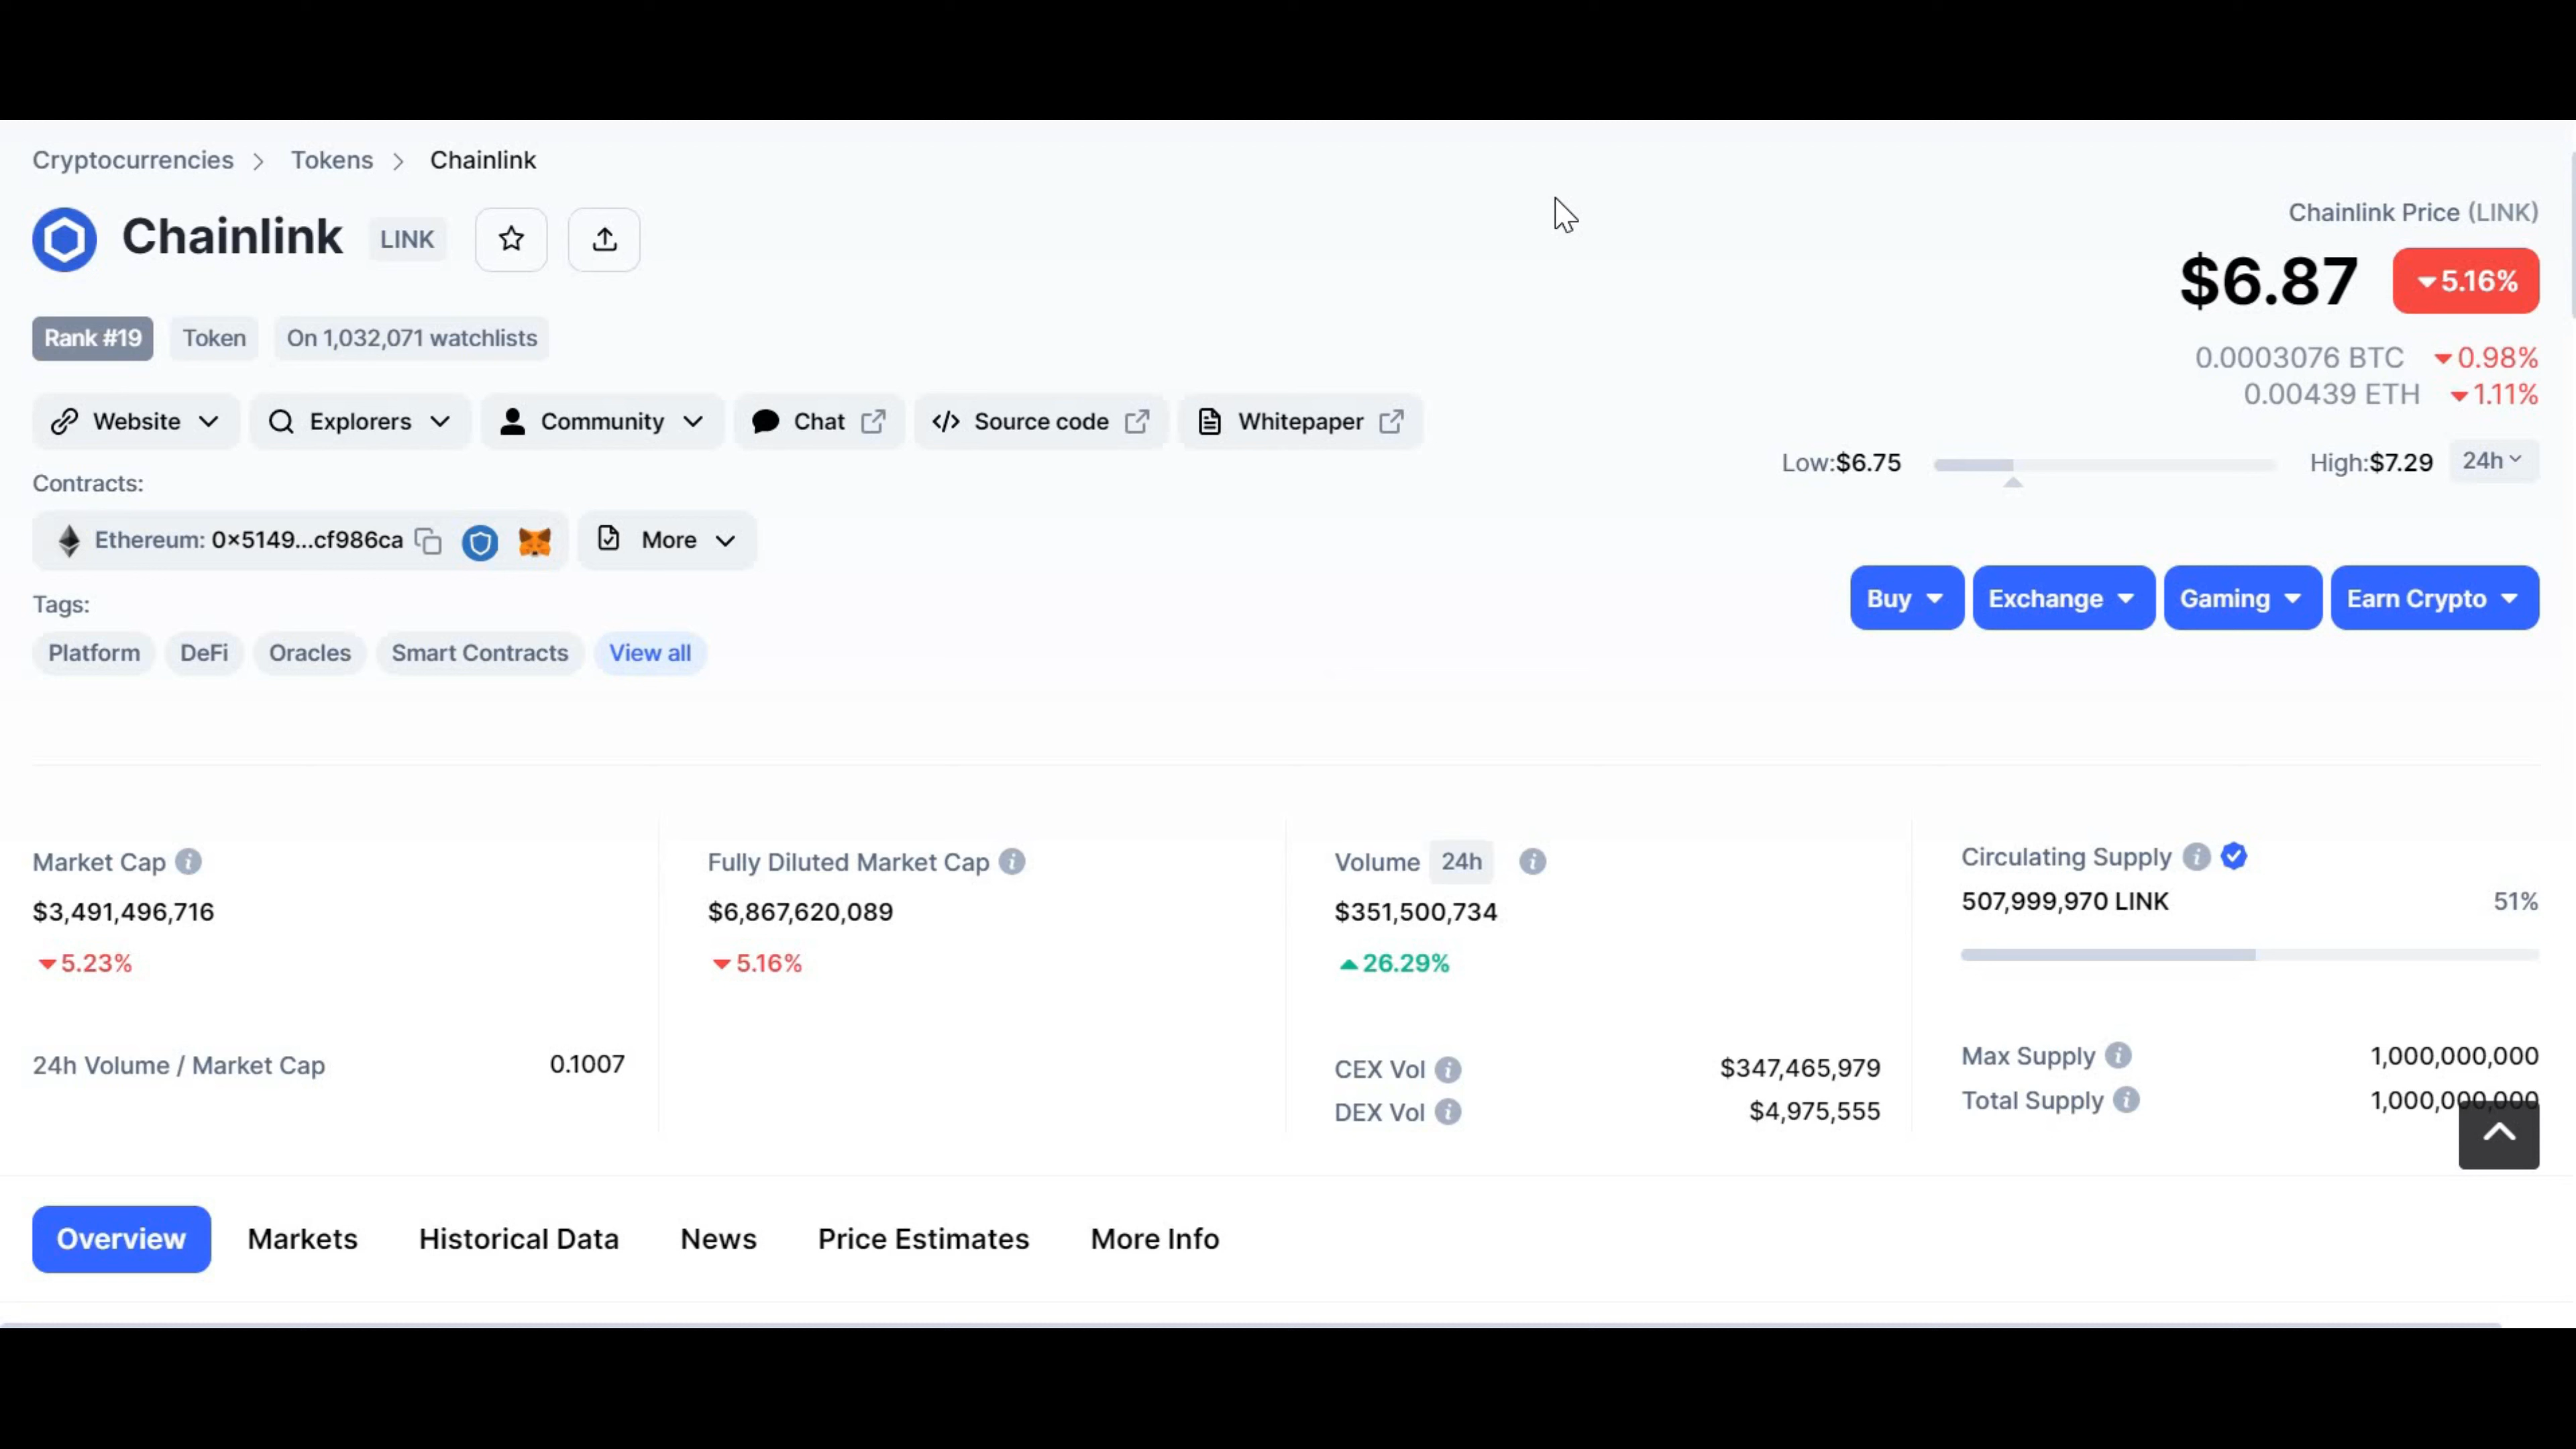 Cryptocurrencies > Tokens > Chainlink
Chainlink LINK
Rank #19 Token On 1,032,071 watchlists
Website Explorers Community Chat Source code Whitepaper
Contracts:
Ethereum: 0×5149...cf986ca More
Tags:
Platform DeFi Oracles Smart Contracts View all
Chainlink Price (LINK)
$6.87 5.16%
0.0003076 BTC 0.98%
0.00439 ETH 1.11%
Low:$6.75 High:$7.29 24h
Buy Exchange Gaming Earn Crypto
Market Cap
$3,491,496,716
5.23%
24h Volume / Market Cap 0.1007
Fully Diluted Market Cap
$6,867,620,089
5.16%
Volume 24h
$351,500,734
26.29%
CEX Vol $347,465,979
DEX Vol $4,975,555
Circulating Supply
507,999,970 LINK 51%
Max Supply 1,000,000,000
Total Supply 1,000,000,000
Overview Markets Historical Data News Price Estimates More Info